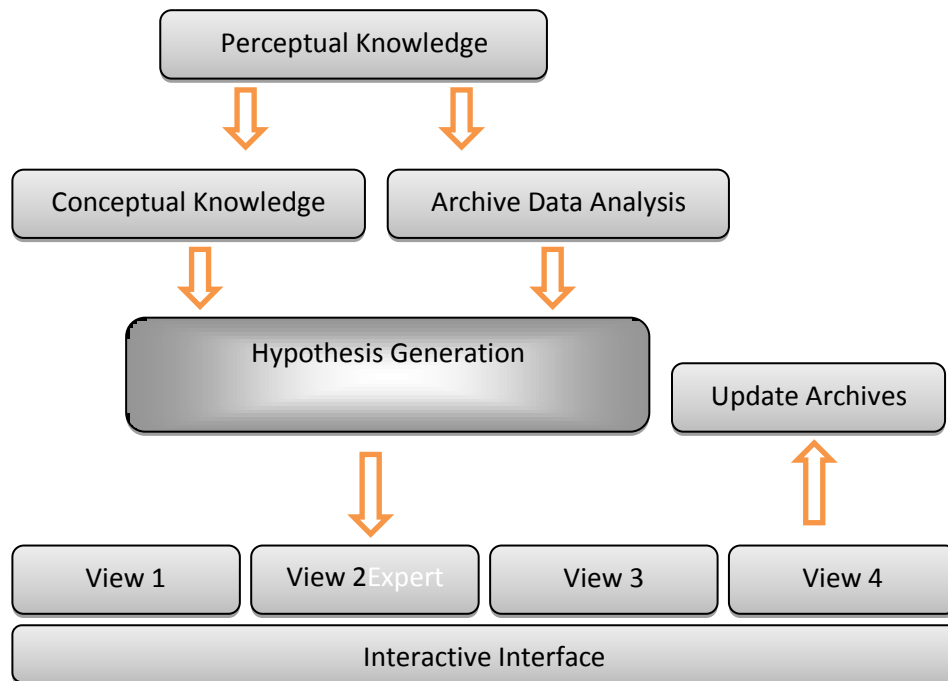 Perceptual Knowledge
Conceptual Knowledge
Archive Data Analysis
Hypothesis Generation
Update Archives
View 1
View 2Expert
View 3
View 4
Interactive Interface